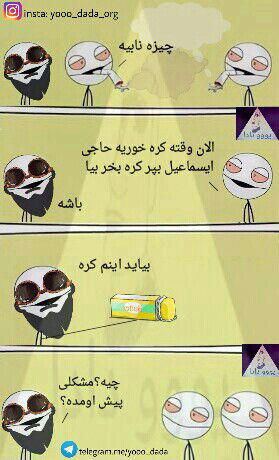 insta: yooo_dada_org
چیزه نابیه
الان وقته کره خوریه حاجی
ایسماعیل بپر کره بخر بیا
باشه
بیاید اینم کره
چیه؟مشکلی
پیش اومده؟
telegram.me/yooo_dada